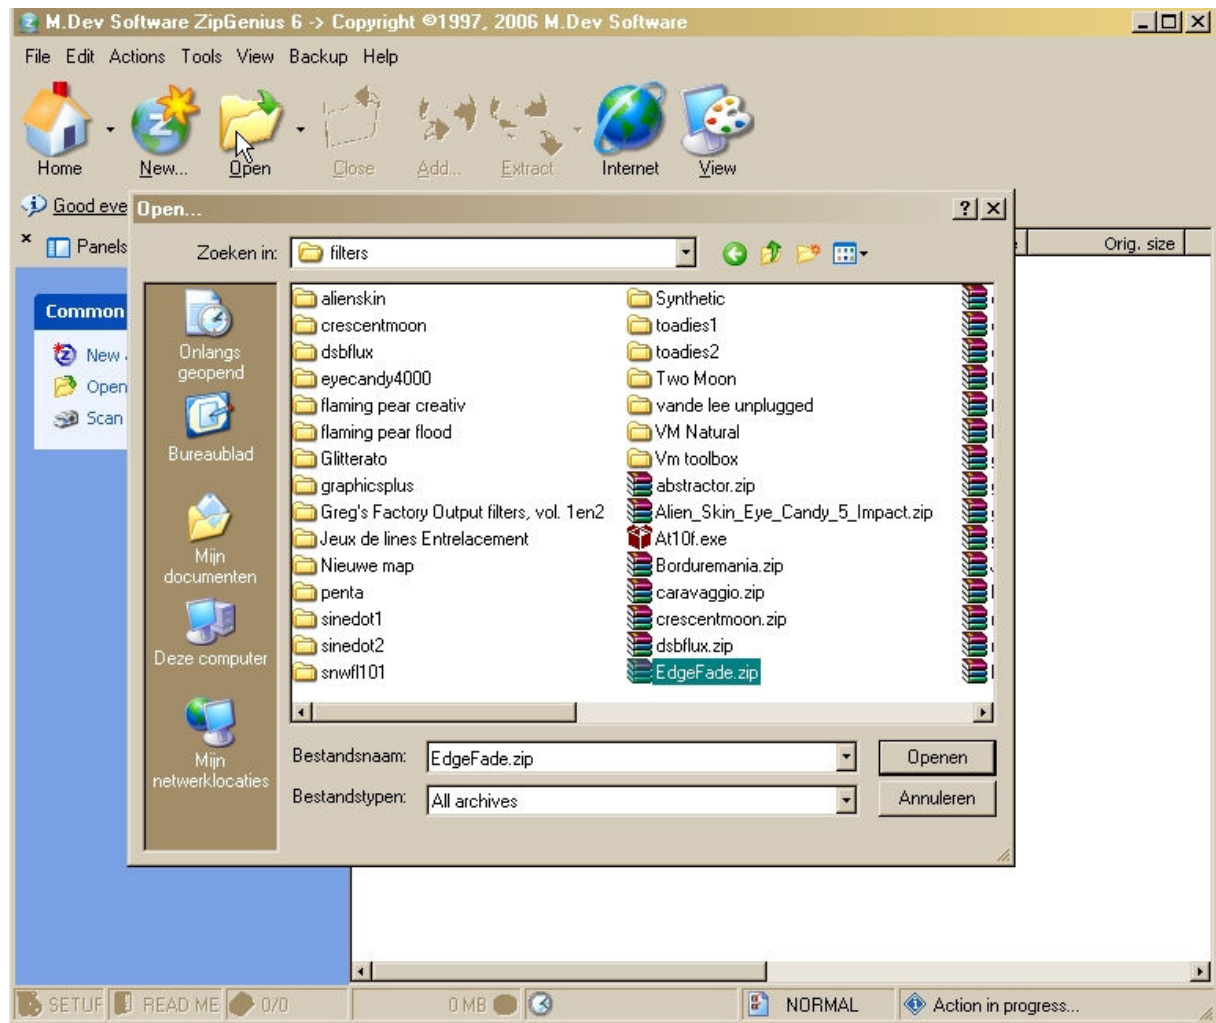 M.Dev Software ZipGenius 6 -> Copyright ©1997, 2006 M.Dev Software
File Edit Actions Tools View Backup Help
Home New... Open Close Add... Extract Internet View
Good eve
Open...
Panels
Zoeken in: filters
Orig. size
Common
New
Open
Scan
Onlangs geopend
Bureaublad
Mijn documenten
Deze computer
Mijn netwerklocaties
alienskin
crescentmoon
dsbflux
eyecandy4000
flaming pear creativ
flaming pear flood
Glitterato
graphicsplus
Greg's Factory Output filters, vol. 1en2
Jeux de lines Entrelacement
Nieuwe map
penta
sinedot1
sinedot2
snwfl101
Synthetic
toadies1
toadies2
Two Moon
vande lee unplugged
VM Natural
Vm toolbox
abstractor.zip
Alien_Skin_Eye_Candy_5_Impact.zip
At10f.exe
Borduremania.zip
caravaggio.zip
crescentmoon.zip
dsbflux.zip
EdgeFade.zip
Bestandsnaam: EdgeFade.zip Openen
Bestandstypen: All archives Annuleren
SETUP READ ME 0/0 0 MB NORMAL Action in progress...